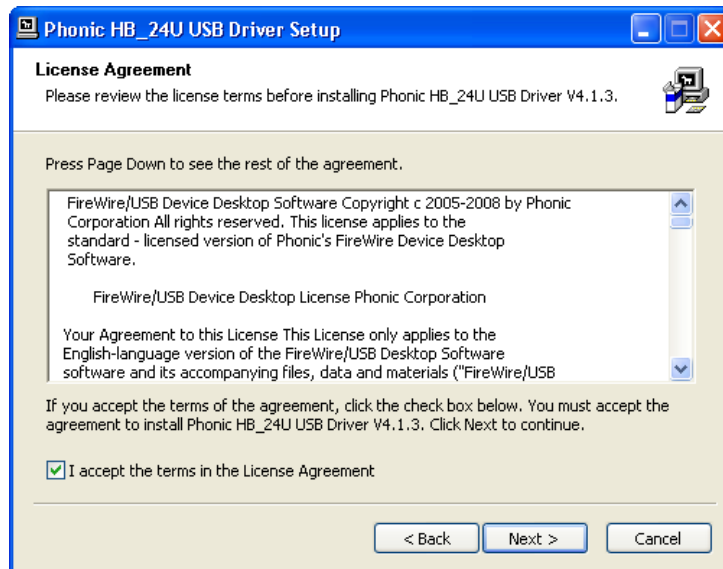 Phonic HB_24U USB Driver Setup
License Agreement
Please review the license terms before installing Phonic HB_24U USB Driver V4.1.3.
Press Page Down to see the rest of the agreement.
FireWire/USB Device Desktop Software Copyright c 2005-2008 by Phonic
Corporation All rights reserved. This license applies to the
standard - licensed version of Phonic's FireWire Device Desktop
Software.
FireWire/USB Device Desktop License Phonic Corporation
Your Agreement to this License This License only applies to the
English-language version of the FireWire/USB Desktop Software
software and its accompanying files, data and materials ("FireWire/USB
If you accept the terms of the agreement, click the check box below. You must accept the
agreement to install Phonic HB_24U USB Driver V4.1.3. Click Next to continue.
I accept the terms in the License Agreement
< Back Next > Cancel